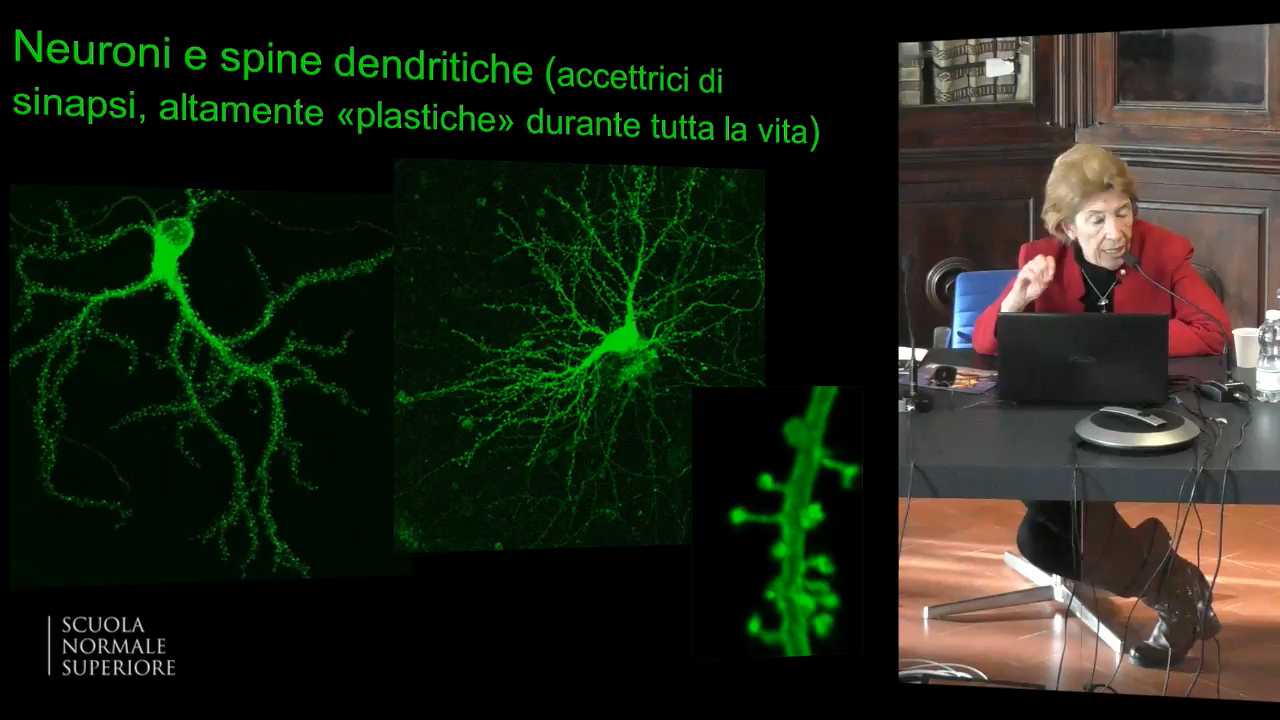 Neuroni e spine dendritiche (accettrici di
sinapsi, altamente «plastiche» durante tutta la vita)
SCUOLA
NORMALE
SUPERIORE